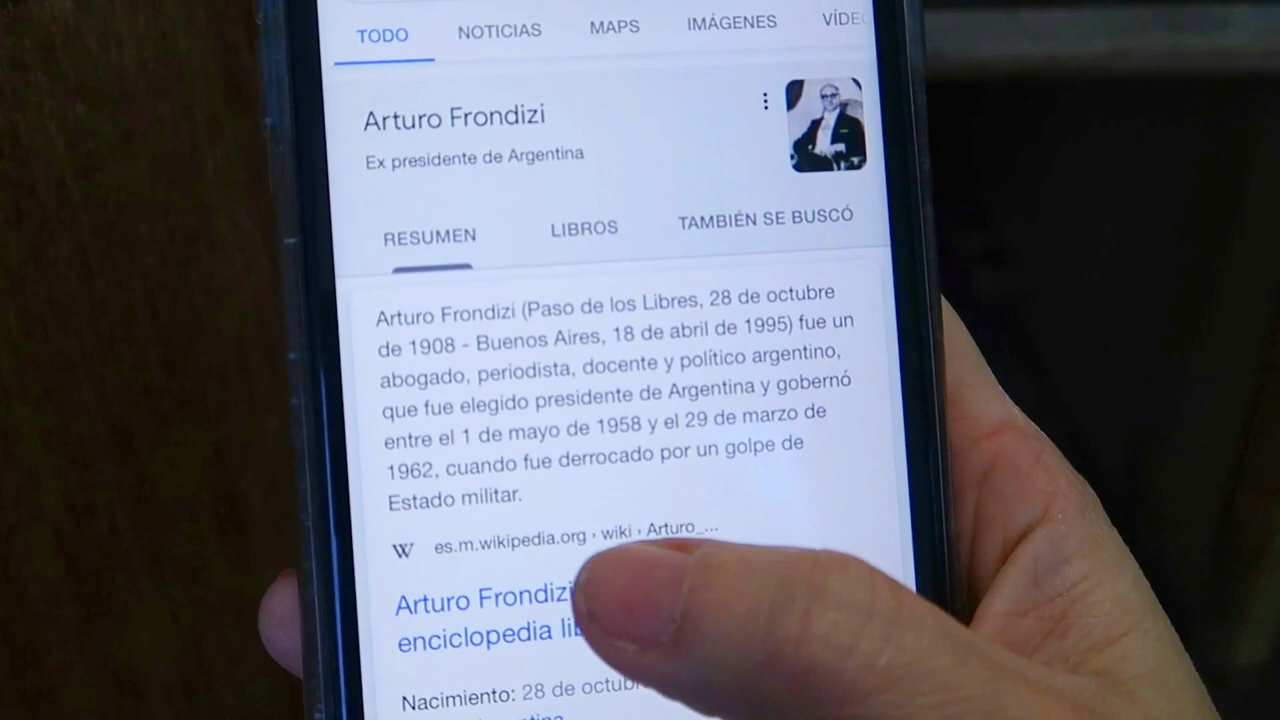 TODO NOTICIAS MAPS IMÁGENES
Arturo Frondizi
Ex presidente de Argentina
RESUMEN LIBROS TAMBIÉN SE BUSCÓ
Arturo Frondizi (Paso de los Libres, 28 de octubre
de 1908 - Buenos Aires, 18 de abril de 1995) fue un
abogado, periodista, docente y político argentino,
que fue elegido presidente de Argentina y gobernó
entre el 1 de mayo de 1958 y el 29 de marzo de
1962, cuando fue derrocado por un golpe de
Estado militar.
W es.m.wikipedia.org › wiki › Arturo_...
Arturo Frondizi
enciclopedia
Nacimiento: 28 de